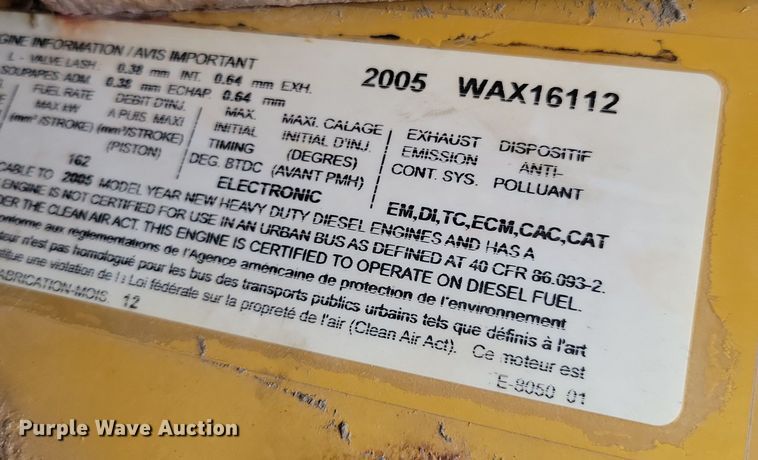 GINE INFORMATION / AVIS IMPORTANT
L - VALVE LASH: 0.38 mm INT. 0.64 mm EXH.
SOUPAPES ADM. 0.38 mm ECHAP. 0.64 mm
2005 WAX16112
FUEL RATE DEBIT D'INJ. MAX. MAXI. CALAGE EXHAUST DISPOSITIF
MAX kW A PUIS MAXI INITIAL INITIAL D'INJ. EMISSION ANTI-
(mm³/STROKE) (mm³/STROKE) TIMING (DEGRES) CONT. SYS. POLLUANT
(PISTON) DEG. BTDC (AVANT PMH)
162 ELECTRONIC EM,DI,TC,ECM,CAC,CAT
CABLE TO 2005 MODEL YEAR NEW HEAVY DUTY DIESEL ENGINES AND HAS A
ENGINE IS NOT CERTIFIED FOR USE IN AN URBAN BUS AS DEFINED AT 40 CFR 86.093-2.
DER THE CLEAN AIR ACT. THIS ENGINE IS CERTIFIED TO OPERATE ON DIESEL FUEL.
onforme aux réglementations de l'Agence américaine de protection de l'environnement
teur n'est pas homologué pour les bus des transports publics urbains tels que définis à l'art
stitue une violation de la Loi fédérale sur la propreté de l'air (Clean Air Act). Ce moteur est
ABRICATION-MOIS. 12
E-8050 01
Purple Wave Auction